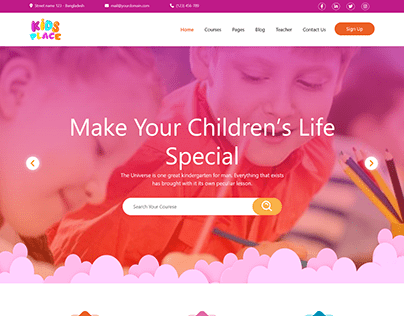 Street name 123 - Bangladesh
mail@yourdomain.com
(123) 456-789
KIDS
PLACE
Home
Courses
Pages
Blog
Teacher
Contact Us
Sign Up
Make Your Children's Life
Special
The Universe is one great kindergarten for man. Everything that exists
has brought with it its own peculiar lesson.
Search Your Courese